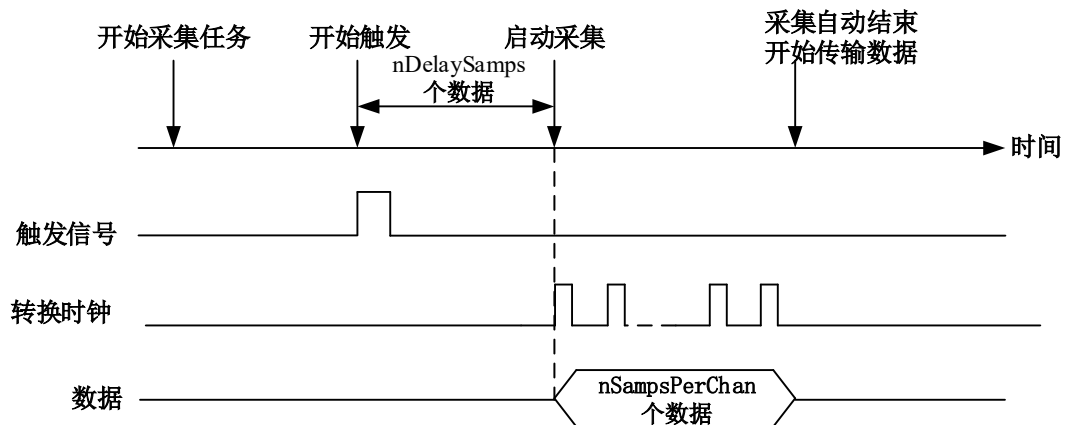 开始采集任务
开始触发
启动采集
采集自动结束
开始传输数据
nDelaySamps
个数据
时间
触发信号
转换时钟
数据
nSampsPerChan
个数据